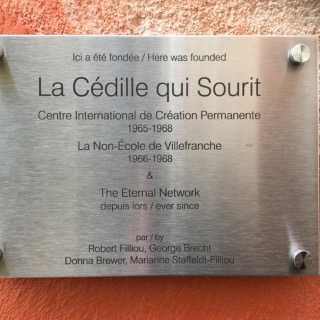 Ici a été fondée / Here was founded
La Cédille qui Sourit
Centre International de Création Permanente
1965-1968
La Non-École de Villefranche
1966-1968
&
The Eternal Network
depuis lors / ever since
par / by
Robert Filliou, George Brecht
Donna Brewer, Marianne Staffeldt-Filliou